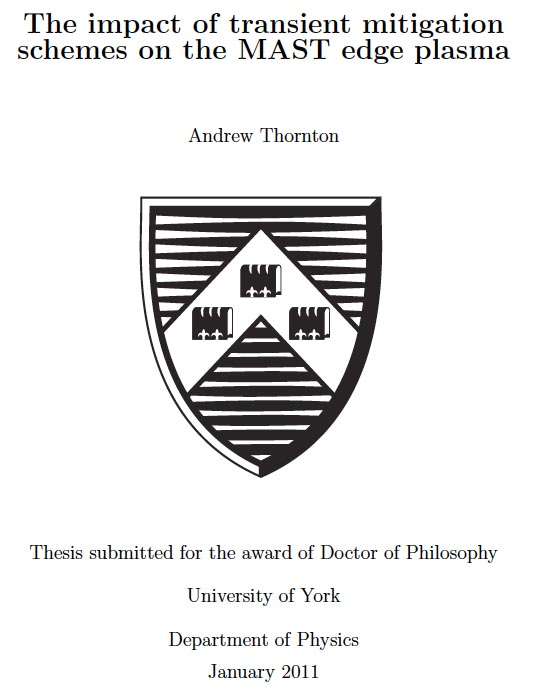 The impact of transient mitigation
schemes on the MAST edge plasma
Andrew Thornton
Thesis submitted for the award of Doctor of Philosophy
University of York
Department of Physics
January 2011